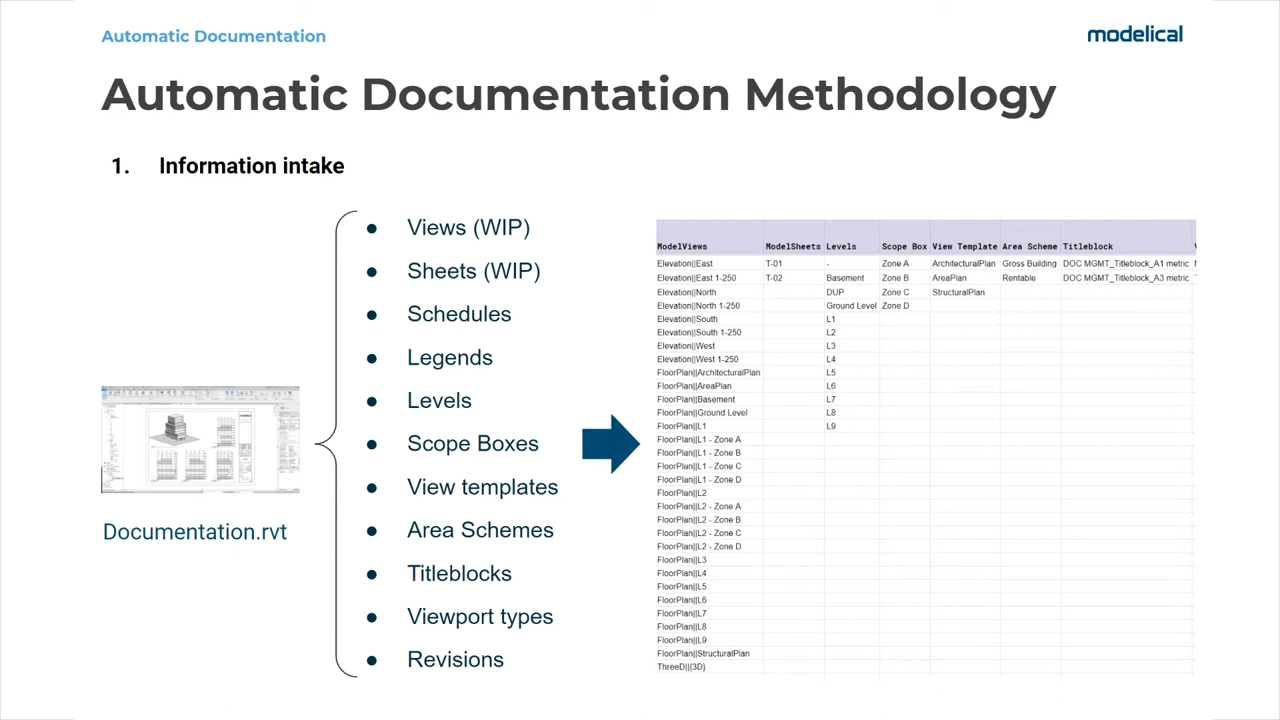 Automatic Documentation
modelical
Automatic Documentation Methodology
1. Information intake
● Views (WIP)
● Sheets (WIP)
● Schedules
● Legends
● Levels
● Scope Boxes
● View templates
● Area Schemes
● Titleblocks
● Viewport types
● Revisions
Documentation.rvt
ModelViews ModelSheets Levels Scope Box View Template Area Scheme Titleblock
Elevation||East T-01 - Zone A ArchitecturalPlan Gross Building DOC MGMT_Titleblock_A1 metric
Elevation||East 1-250 T-02 Basement Zone B AreaPlan Rentable DOC MGMT_Titleblock_A3 metric
Elevation||North DUP Zone C StructuralPlan
Elevation||North 1-250 Ground Level Zone D
Elevation||South L1
Elevation||South 1-250 L2
Elevation||West L3
Elevation||West 1-250 L4
FloorPlan||ArchitecturalPlan L5
FloorPlan||AreaPlan L6
FloorPlan||Basement L7
FloorPlan||Ground Level L8
FloorPlan||L1 L9
FloorPlan||L1 - Zone A
FloorPlan||L1 - Zone B
FloorPlan||L1 - Zone C
FloorPlan||L1 - Zone D
FloorPlan||L2
FloorPlan||L2 - Zone A
FloorPlan||L2 - Zone B
FloorPlan||L2 - Zone C
FloorPlan||L2 - Zone D
FloorPlan||L3
FloorPlan||L4
FloorPlan||L5
FloorPlan||L6
FloorPlan||L7
FloorPlan||L8
FloorPlan||L9
FloorPlan||StructuralPlan
ThreeD||{3D}